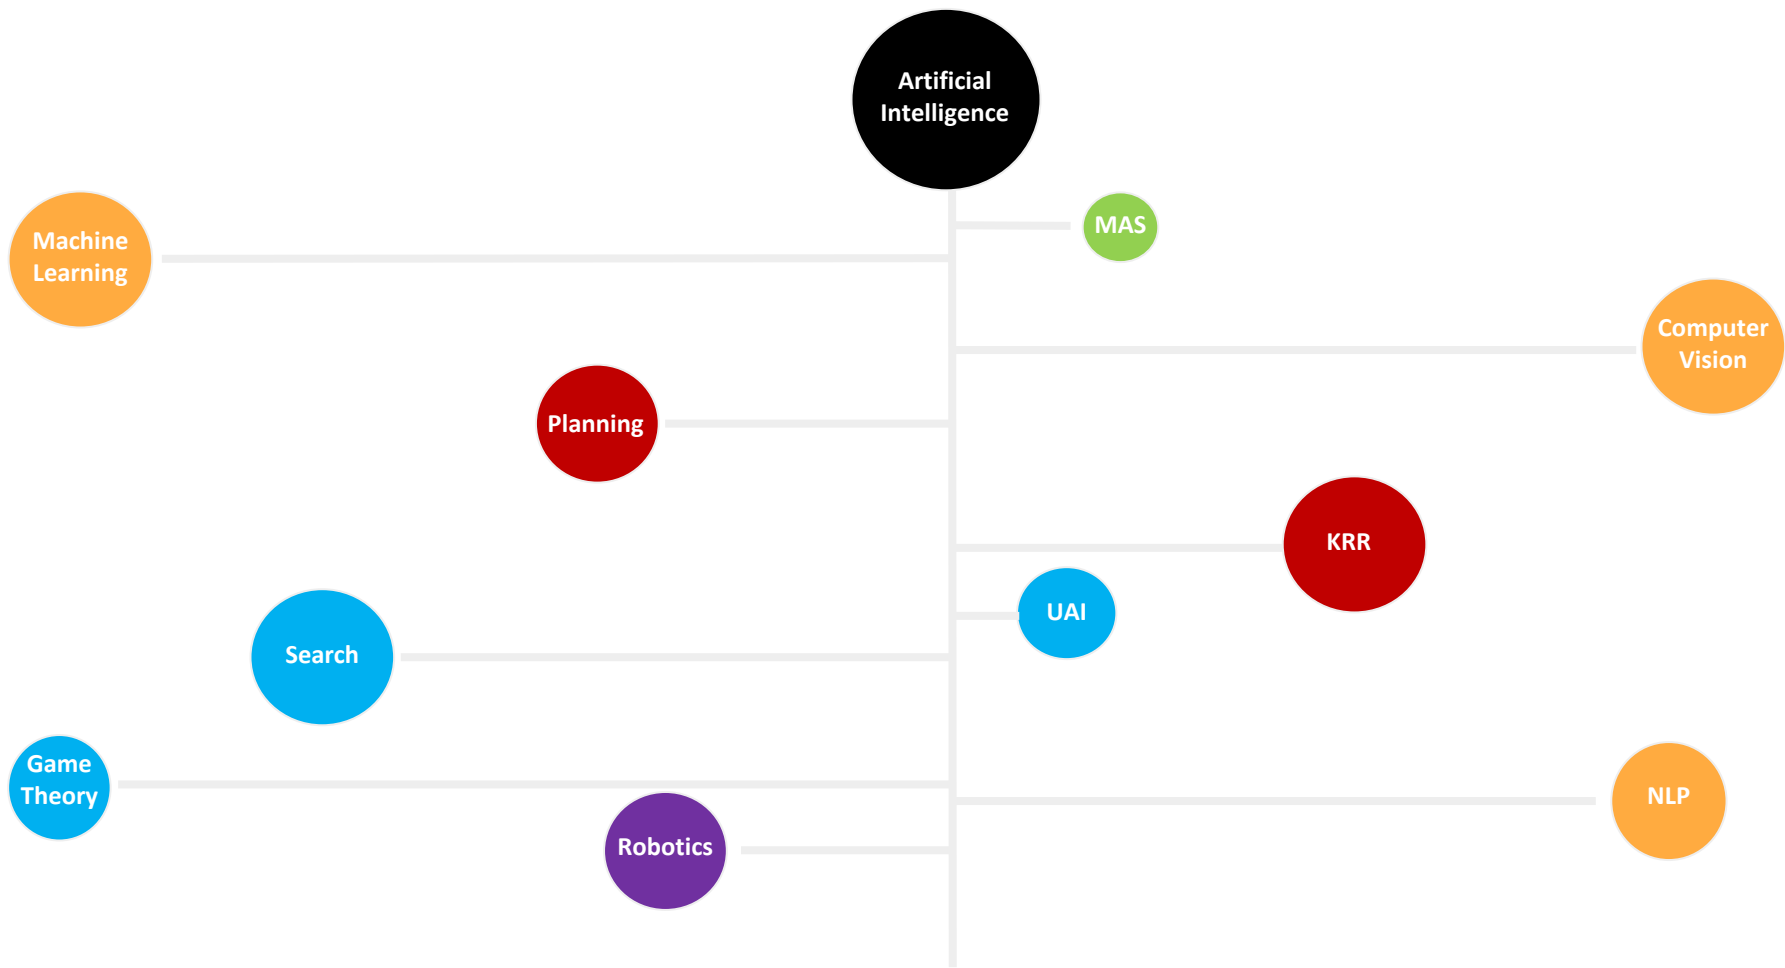 Artificial
Intelligence
MAS
Machine
Learning
Computer
Vision
Planning
KRR
UAI
Search
Game
Theory
NLP
Robotics